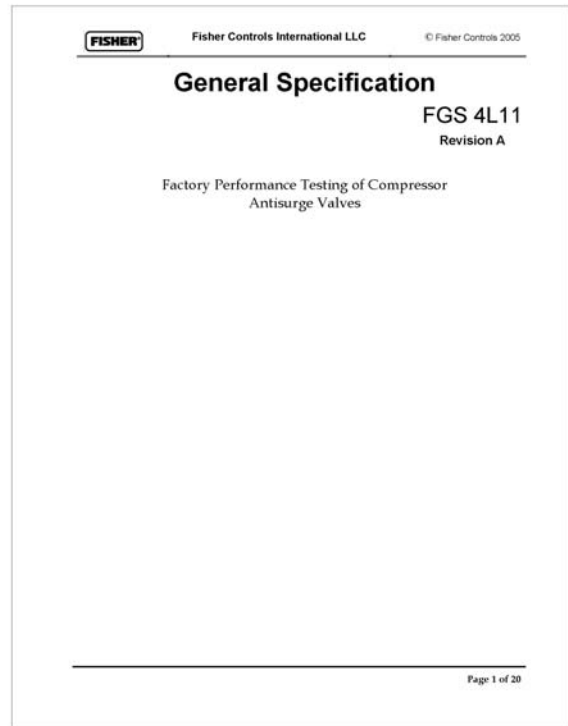 FISHER® Fisher Controls International LLC © Fisher Controls 2005
General Specification
FGS 4L11
Revision A
Factory Performance Testing of Compressor
Antisurge Valves
Page 1 of 20